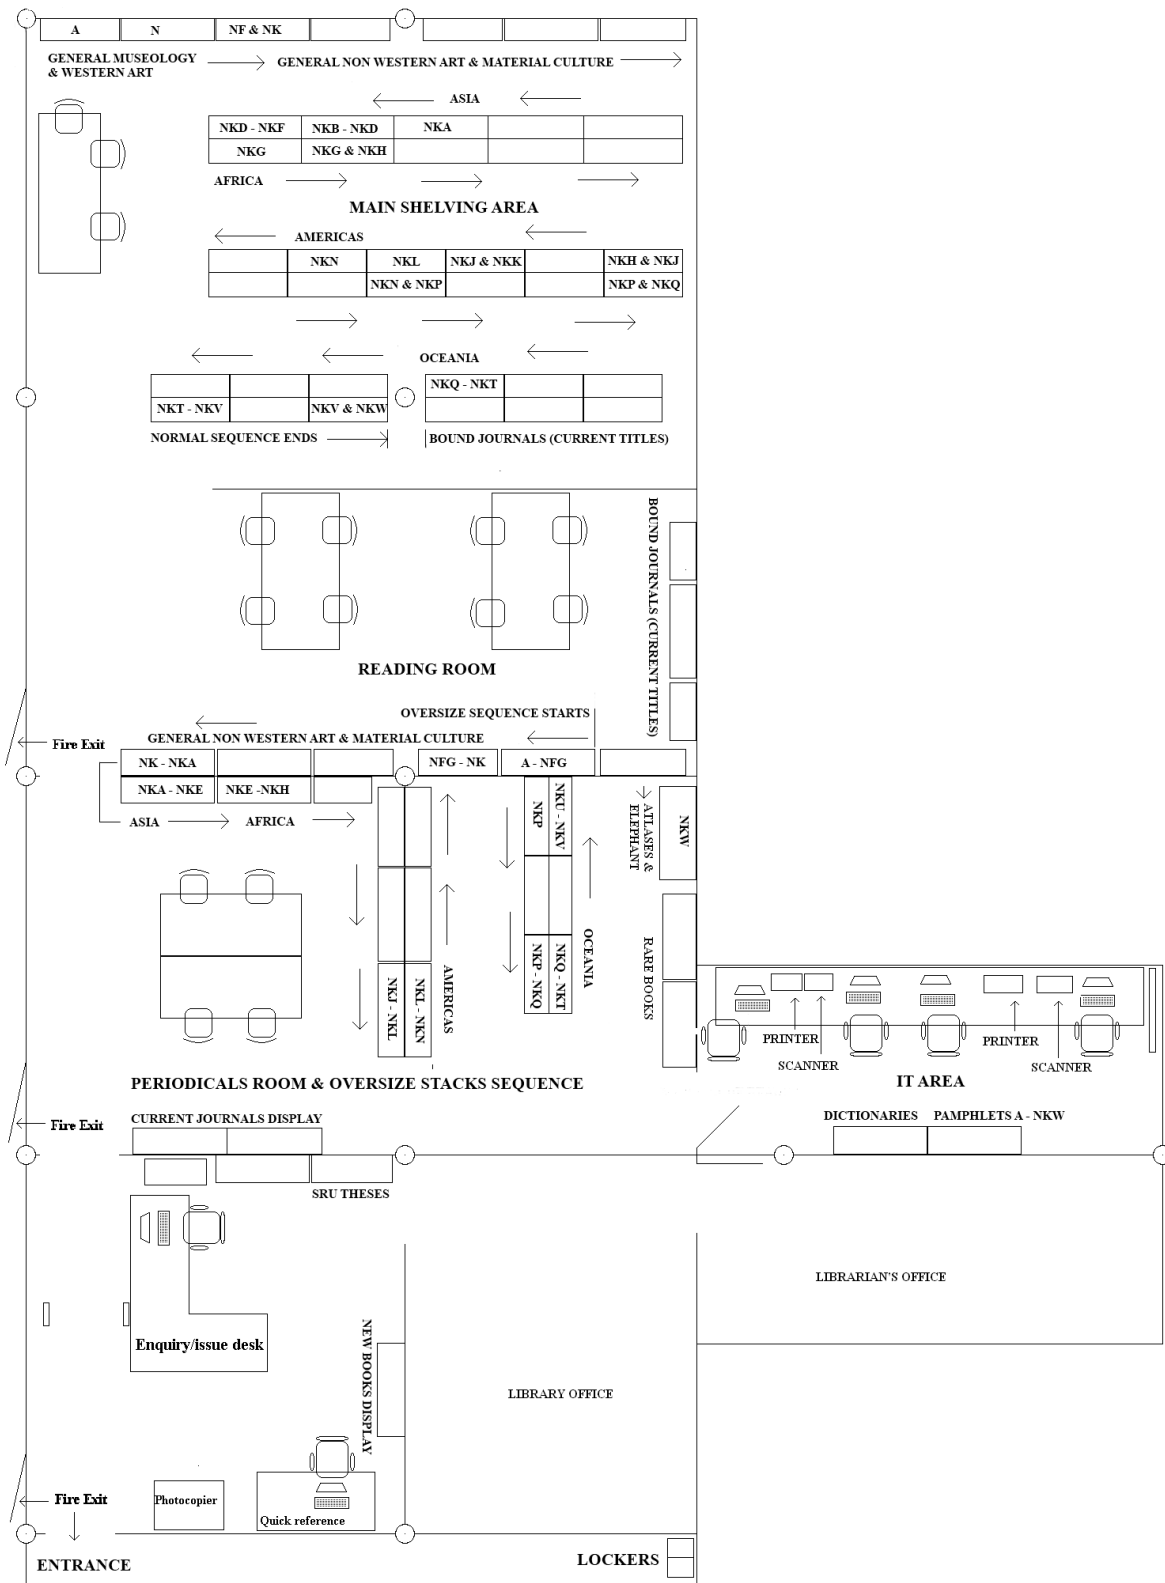 A
N
NF & NK
GENERAL MUSEOLOGY
& WESTERN ART
GENERAL NON WESTERN ART & MATERIAL CULTURE
ASIA
NKD - NKF
NKB - NKD
NKA
NKG
NKG & NKH
AFRICA
MAIN SHELVING AREA
AMERICAS
NKN
NKL
NKJ & NKK
NKH & NKJ
NKN & NKP
NKP & NKQ
OCEANIA
NKQ - NKT
NKT - NKV
NKV & NKW
NORMAL SEQUENCE ENDS
BOUND JOURNALS (CURRENT TITLES)
BOUND JOURNALS (CURRENT TITLES)
READING ROOM
OVERSIZE SEQUENCE STARTS
Fire Exit
GENERAL NON WESTERN ART & MATERIAL CULTURE
NK - NKA
NFG - NK
A - NFG
NKA - NKE
NKE -NKH
ASIA
AFRICA
NKP
NKU - NKV
ATLASES &
ELEPHANT
NKW
NKJ - NKL
NKL - NKN
AMERICAS
NKP - NKQ
NKQ - NKT
OCEANIA
RARE BOOKS
PRINTER
SCANNER
PRINTER
SCANNER
IT AREA
PERIODICALS ROOM & OVERSIZE STACKS SEQUENCE
Fire Exit
CURRENT JOURNALS DISPLAY
DICTIONARIES
PAMPHLETS A - NKW
SRU THESES
LIBRARIAN'S OFFICE
Enquiry/issue desk
NEW BOOKS DISPLAY
LIBRARY OFFICE
Fire Exit
Photocopier
Quick reference
ENTRANCE
LOCKERS